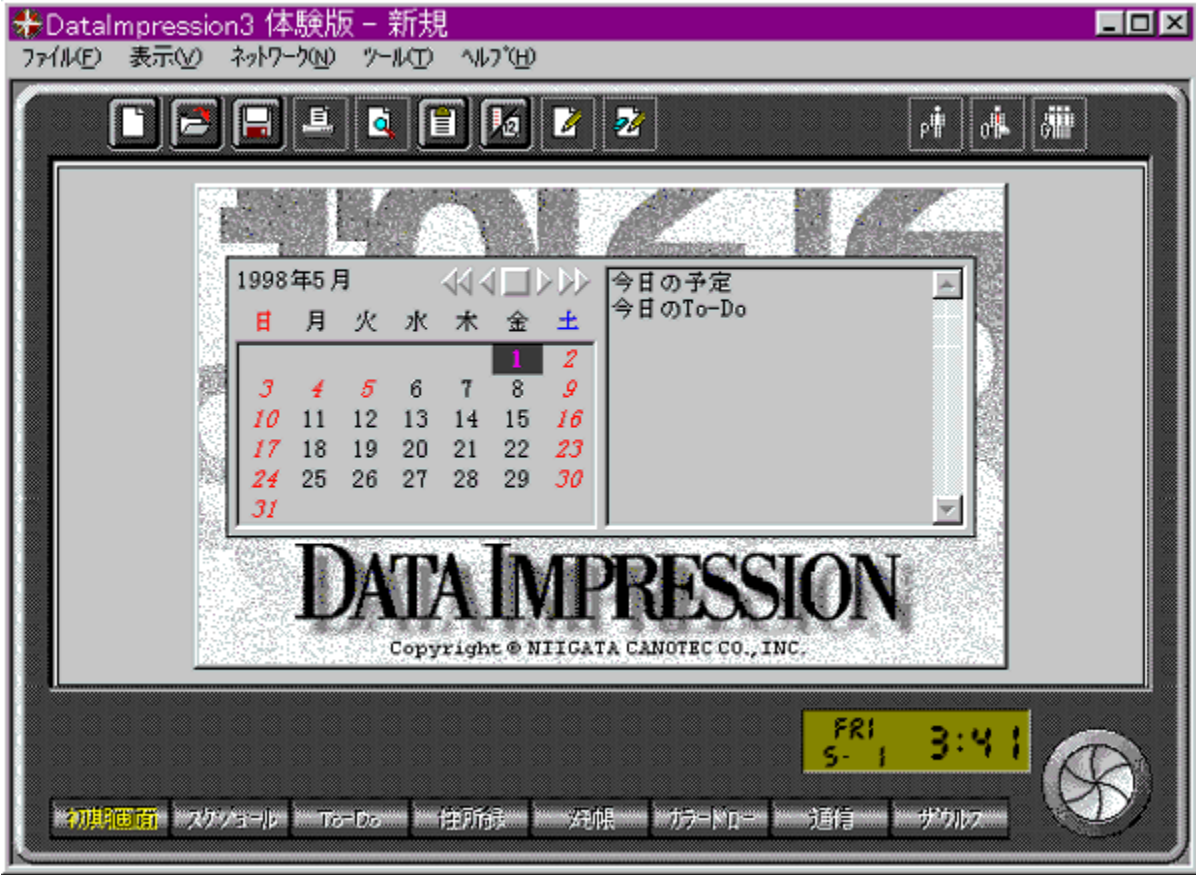 DataImpression3 体験版 - 新規
ファイル(F) 表示(V) ネットワーク(N) ツール(T) ヘルプ(H)
12
P O G
1998年5月
日 月 火 水 木 金 土
1 2
3 4 5 6 7 8 9
10 11 12 13 14 15 16
17 18 19 20 21 22 23
24 25 26 27 28 29 30
31
今日の予定
今日のTo-Do
DATA IMPRESSION
Copyright © NIIGATA CANOTEC CO., INC.
FRI
5- 1 3:41
初期画面 スケジュール To-Do 住所録 メモ帳 カラードロー 通信 ザウルス